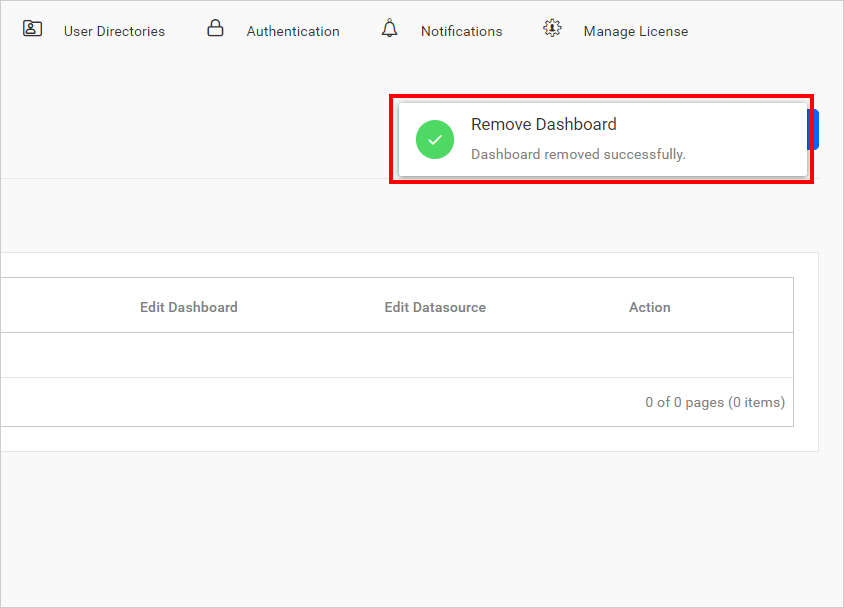 User Directories Authentication Notifications Manage License
Remove Dashboard
Dashboard removed successfully.
Edit Dashboard Edit Datasource Action
0 of 0 pages (0 items)